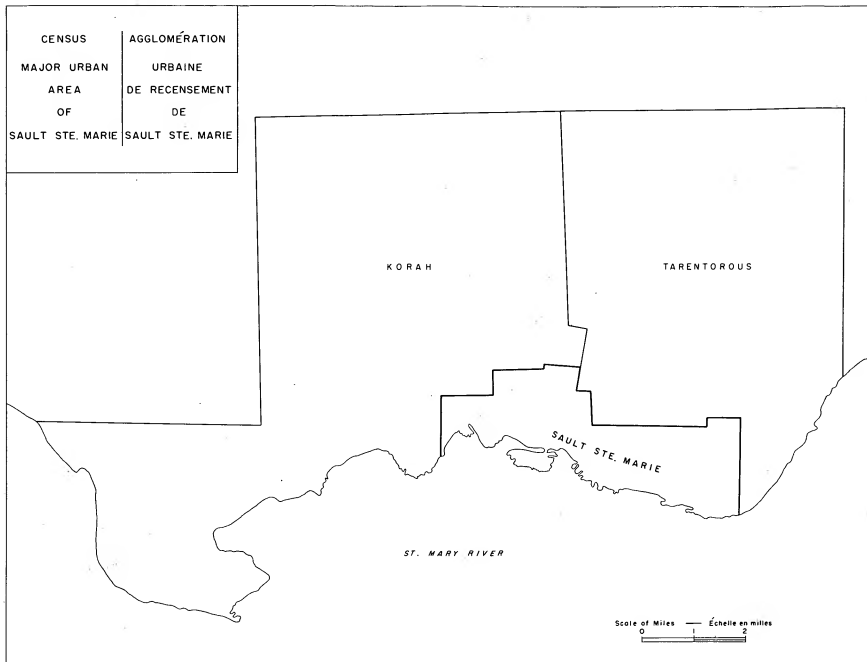 CENSUS
MAJOR URBAN
AREA
OF
SAULT STE. MARIE
AGGLOMÉRATION
URBAINE
DE RECENSEMENT
DE
SAULT STE. MARIE
KORAH
TARENTOROUS
SAULT STE. MARIE
ST. MARY RIVER
Scale of Miles — Échelle en milles
0 1 2